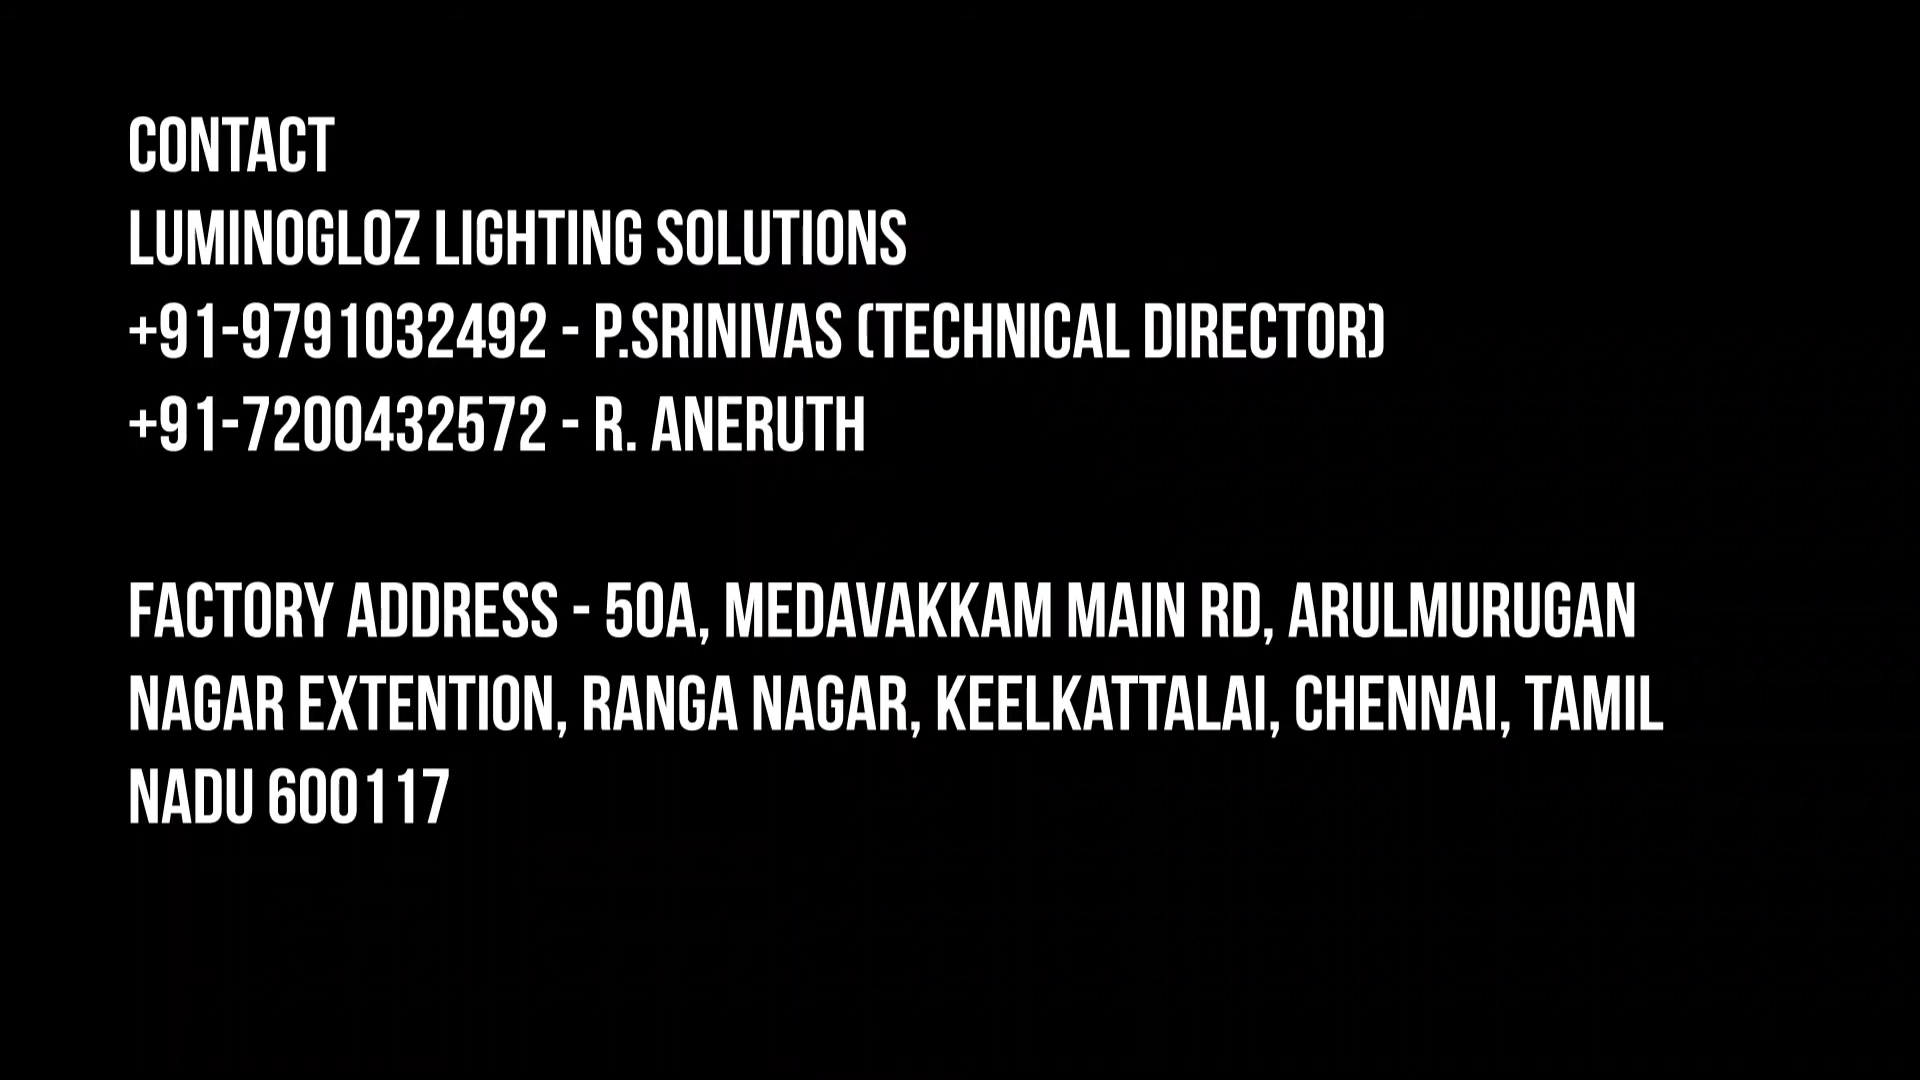 CONTACT
LUMINOGLOZ LIGHTING SOLUTIONS
+91-9791032492 - P.SRINIVAS (TECHNICAL DIRECTOR)
+91-7200432572 - R. ANERUTH
FACTORY ADDRESS - 50A, MEDAVAKKAM MAIN RD, ARULMURUGAN
NAGAR EXTENTION, RANGA NAGAR, KEELKATTALAI, CHENNAI, TAMIL
NADU 600117